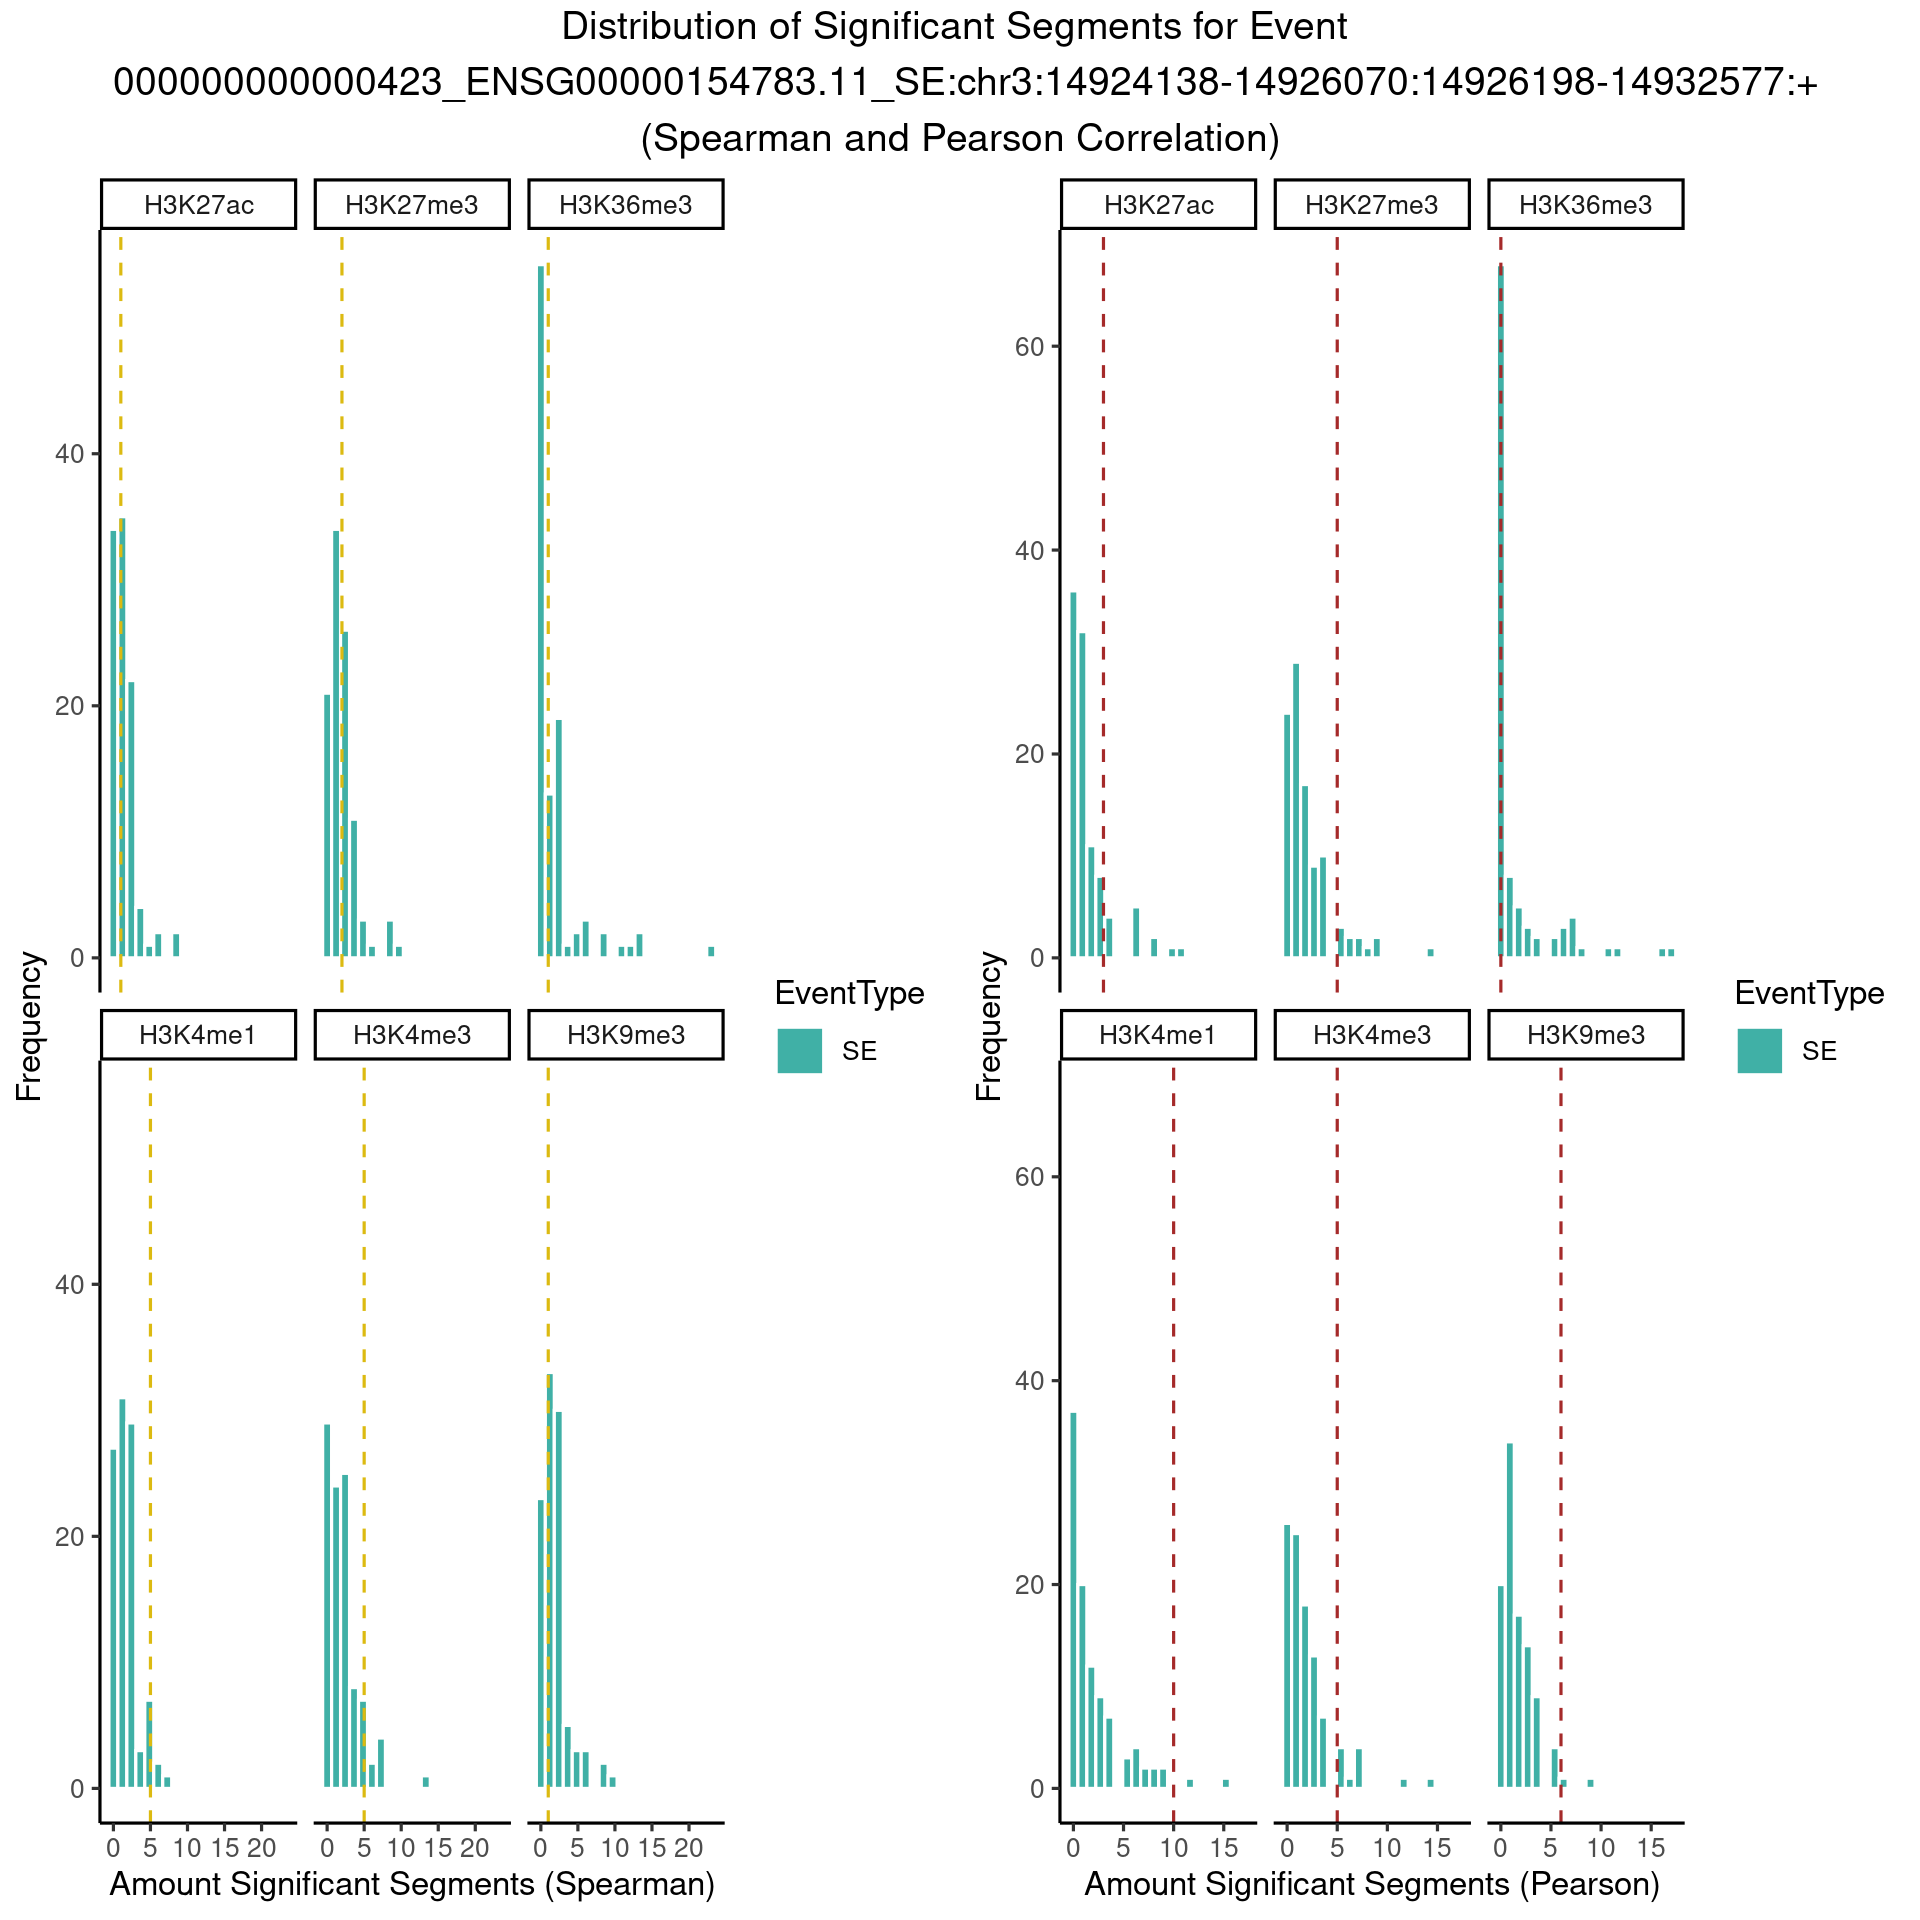 Distribution of Significant Segments for Event
000000000000423_ENSG00000154783.11_SE:chr3:14924138-14926070:14926198-14932577:+
(Spearman and Pearson Correlation)
H3K27ac H3K27me3 H3K36me3
40
20
0
H3K4me1 H3K4me3 H3K9me3
40
20
0
0 5 10 15 20 0 5 10 15 20 0 5 10 15 20
Frequency
Amount Significant Segments (Spearman)
EventType
SE
H3K27ac H3K27me3 H3K36me3
60
40
20
0
H3K4me1 H3K4me3 H3K9me3
60
40
20
0
0 5 10 15 0 5 10 15 0 5 10 15
Frequency
Amount Significant Segments (Pearson)
EventType
SE